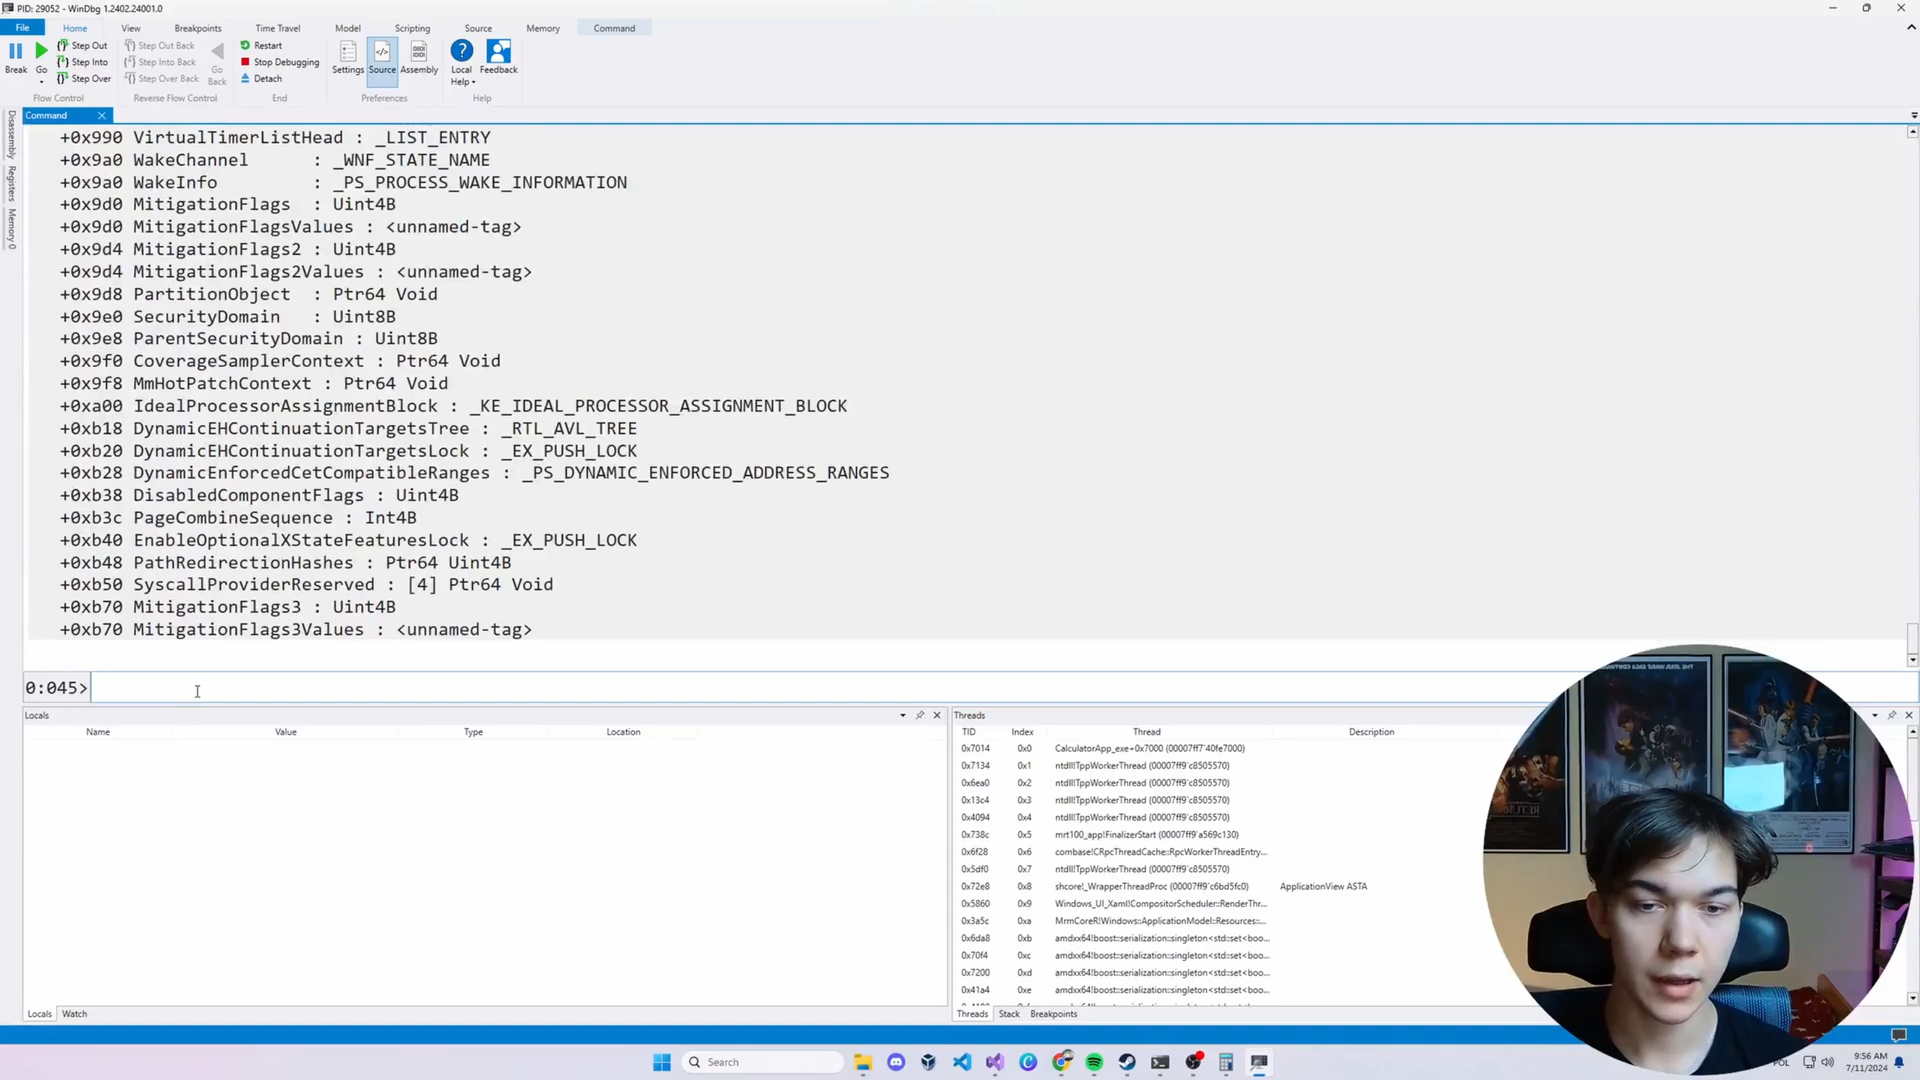 PID: 29052 - WinDbg 1.2402.24001.0
File Home View Breakpoints Time Travel Model Scripting Source Memory Command
Break
Go
Step Out
Step Into
Step Over
Step Out Back
Step Into Back
Step Over Back
Go Back
Restart
Stop Debugging
Detach
Settings
Source
Assembly
Local Help
Feedback
Flow Control Reverse Flow Control End Preferences Help
Command
Disassembly
Registers
Memory 0
+0x990 VirtualTimerListHead : _LIST_ENTRY
+0x9a0 WakeChannel : _WNF_STATE_NAME
+0x9a0 WakeInfo : _PS_PROCESS_WAKE_INFORMATION
+0x9d0 MitigationFlags : Uint4B
+0x9d0 MitigationFlagsValues : <unnamed-tag>
+0x9d4 MitigationFlags2 : Uint4B
+0x9d4 MitigationFlags2Values : <unnamed-tag>
+0x9d8 PartitionObject : Ptr64 Void
+0x9e0 SecurityDomain : Uint8B
+0x9e8 ParentSecurityDomain : Uint8B
+0x9f0 CoverageSamplerContext : Ptr64 Void
+0x9f8 MmHotPatchContext : Ptr64 Void
+0xa00 IdealProcessorAssignmentBlock : _KE_IDEAL_PROCESSOR_ASSIGNMENT_BLOCK
+0xb18 DynamicEHContinuationTargetsTree : _RTL_AVL_TREE
+0xb20 DynamicEHContinuationTargetsLock : _EX_PUSH_LOCK
+0xb28 DynamicEnforcedCetCompatibleRanges : _PS_DYNAMIC_ENFORCED_ADDRESS_RANGES
+0xb38 DisabledComponentFlags : Uint4B
+0xb3c PageCombineSequence : Int4B
+0xb40 EnableOptionalXStateFeaturesLock : _EX_PUSH_LOCK
+0xb48 PathRedirectionHashes : Ptr64 Uint4B
+0xb50 SyscallProviderReserved : [4] Ptr64 Void
+0xb70 MitigationFlags3 : Uint4B
+0xb70 MitigationFlags3Values : <unnamed-tag>
0:045>
Locals
Name Value Type Location
Locals Watch
Threads
TID Index Thread Description
0x7014 0x0 CalculatorApp_exe+0x7000 (00007ff7`40fe7000)
0x7134 0x1 ntdll!TppWorkerThread (00007ff9`c8505570)
0x6ea0 0x2 ntdll!TppWorkerThread (00007ff9`c8505570)
0x13c4 0x3 ntdll!TppWorkerThread (00007ff9`c8505570)
0x4094 0x4 ntdll!TppWorkerThread (00007ff9`c8505570)
0x738c 0x5 mrt100_app!FinalizerStart (00007ff9`a569c130)
0x6f28 0x6 combase!CRpcThreadCache::RpcWorkerThreadEntry...
0x5df0 0x7 ntdll!TppWorkerThread (00007ff9`c8505570)
0x72e8 0x8 shcore!_WrapperThreadProc (00007ff9`c6bd5fc0) ApplicationView ASTA
0x5860 0x9 Windows_UI_Xaml!CompositorScheduler::RenderThr...
0x3a5c 0xa MrmCoreR!Windows::ApplicationModel::Resources::...
0x6da8 0xb amdxx64!boost::serialization::singleton<std::set<boo...
0x70f4 0xc amdxx64!boost::serialization::singleton<std::set<boo...
0x7200 0xd amdxx64!boost::serialization::singleton<std::set<boo...
0x41a4 0xe amdxx64!boost::serialization::singleton<std::set<boo...
Threads Stack Breakpoints
Search
POL
9:56 AM
7/11/2024